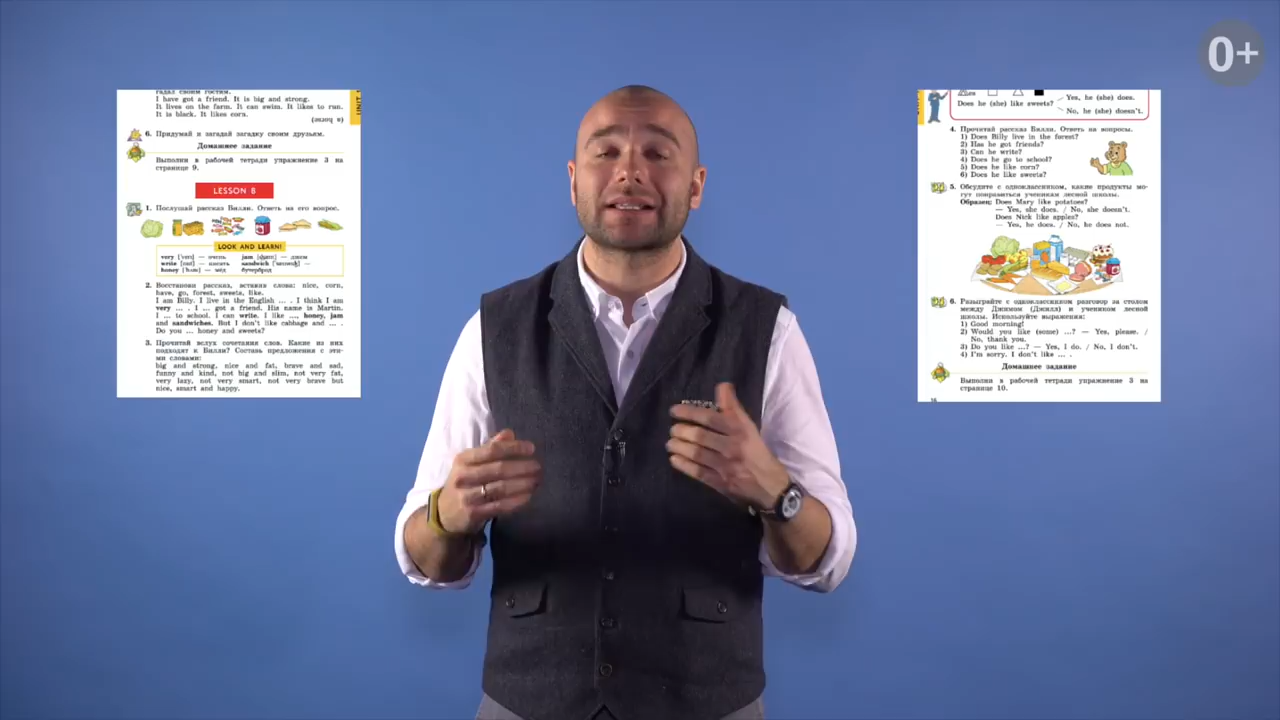 0+
гадал своим гостям.
I have got a friend. It is big and strong.
It lives on the farm. It can swim. It likes to run.
It is black. It likes corn.
6. Придумай и загадай загадку своим друзьям.
Домашнее задание
Выполни в рабочей тетради упражнение 3 на
странице 9.
LESSON 8
1. Послушай рассказ Билли. Ответь на его вопрос.
LOOK AND LEARN!
very ['verɪ] — очень jam [dʒæm] — джем
write [raɪt] — писать sandwich ['sænwɪdʒ] —
honey ['hʌnɪ] — мёд бутерброд
2. Восстанови рассказ, вставив слова: nice, corn,
have, go, forest, sweets, like.
I am Billy. I live in the English ... . I think I am
very ... . I ... got a friend. His name is Martin.
I ... to school. I can write. I like ..., honey, jam
and sandwiches. But I don't like cabbage and ... .
Do you ... honey and sweets?
3. Прочитай вслух сочетания слов. Какие из них
подходят к Билли? Составь предложения с эти-
ми словами:
big and strong, nice and fat, brave and sad,
funny and kind, not big and slim, not very fat,
very lazy, not very smart, not very brave but
nice, smart and happy.
Does he (she) like sweets?
Yes, he (she) does.
No, he (she) doesn't.
4. Прочитай рассказ Билли. Ответь на вопросы.
1) Does Billy live in the forest?
2) Has he got friends?
3) Can he write?
4) Does he go to school?
5) Does he like corn?
6) Does he like sweets?
5. Обсудите с одноклассником, какие продукты мо-
гут понравиться ученикам лесной школы.
Образец: Does Mary like potatoes?
— Yes, she does. / No, she doesn't.
Does Nick like apples?
— Yes, he does. / No, he does not.
6. Разыграйте с одноклассником разговор за столом
между Джимом (Джилл) и учеником лесной
школы. Используйте выражения:
1) Good morning!
2) Would you like (some) ...? — Yes, please. /
No, thank you.
3) Do you like ...? — Yes, I do. / No, I don't.
4) I'm sorry. I don't like ... .
Домашнее задание
Выполни в рабочей тетради упражнение 3 на
странице 10.